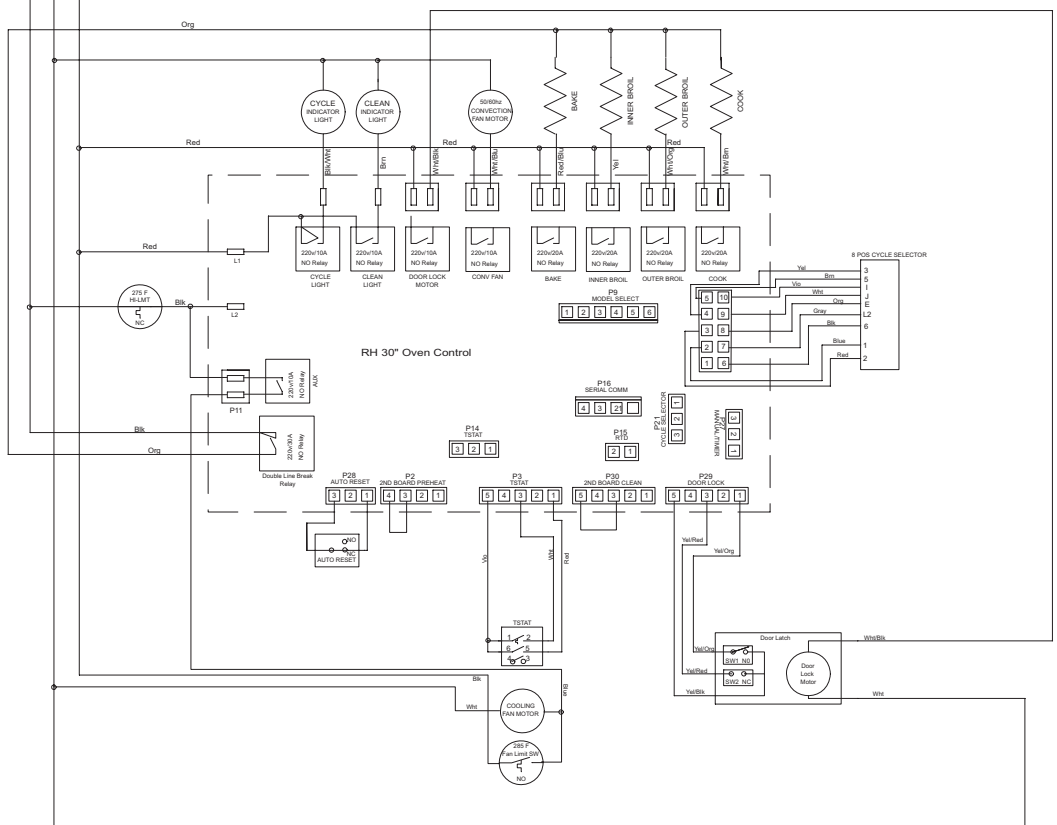 Org
CYCLE
INDICATOR
LIGHT
CLEAN
INDICATOR
LIGHT
50/60hz
CONVECTION
FAN MOTOR
BAKE
INNER BROIL
OUTER BROIL
COOK
Red
Blk/Wht
Brn
Wht/Blk
Red
Wht/Blu
Red/Blu
Yel
Wht/Org
Red
Wht/Brn
Red
L1
220v/10A
NO Relay
CYCLE
LIGHT
220v/10A
NO Relay
CLEAN
LIGHT
220v/10A
NO Relay
DOOR LOCK
MOTOR
220v/10A
NO Relay
CONV FAN
220v/20A
NO Relay
BAKE
220v/20A
NO Relay
INNER BROIL
220v/20A
NO Relay
OUTER BROIL
220v/20A
NO Relay
COOK
8 POS CYCLE SELECTOR
Yel 3
Brn 5
Vio I
Wht J
Org E
Gray L2
Blk 6
Blue 1
Red 2
5 10
4 9
3 8
2 7
1 6
275 F
HI-LMT
NC
Blk
L2
P9
MODEL SELECT
1 2 3 4 5 6
RH 30" Oven Control
P11
220v/10A
NO Relay
AUX
P16
SERIAL COMM
4 3 21
P21
CYCLE SELECTOR
1
2
3
P27
MANUAL/TIMER
3
2
1
Blk
Org
220v/30A
NO Relay
Double Line Break
Relay
P14
TSTAT
3 2 1
P15
RTD
2 1
P28
AUTO RESET
3 2 1
P2
2ND BOARD PREHEAT
4 3 2 1
P3
TSTAT
5 4 3 2 1
P30
2ND BOARD CLEAN
5 4 3 2 1
P29
DOOR LOCK
5 4 3 2 1
NO
NC
AUTO RESET
Vio
Wht
Red
Yel/Red
Yel/Org
TSTAT
1 2
6 5
4 3
Door Latch
Wht/Blk
Yel/Org
SW1 N0
Yel/Red
SW2 NC
Yel/Blk
Door
Lock
Motor
Wht
Blk
Blue
Wht
COOLING
FAN MOTOR
285 F
Fan Limit SW
NO